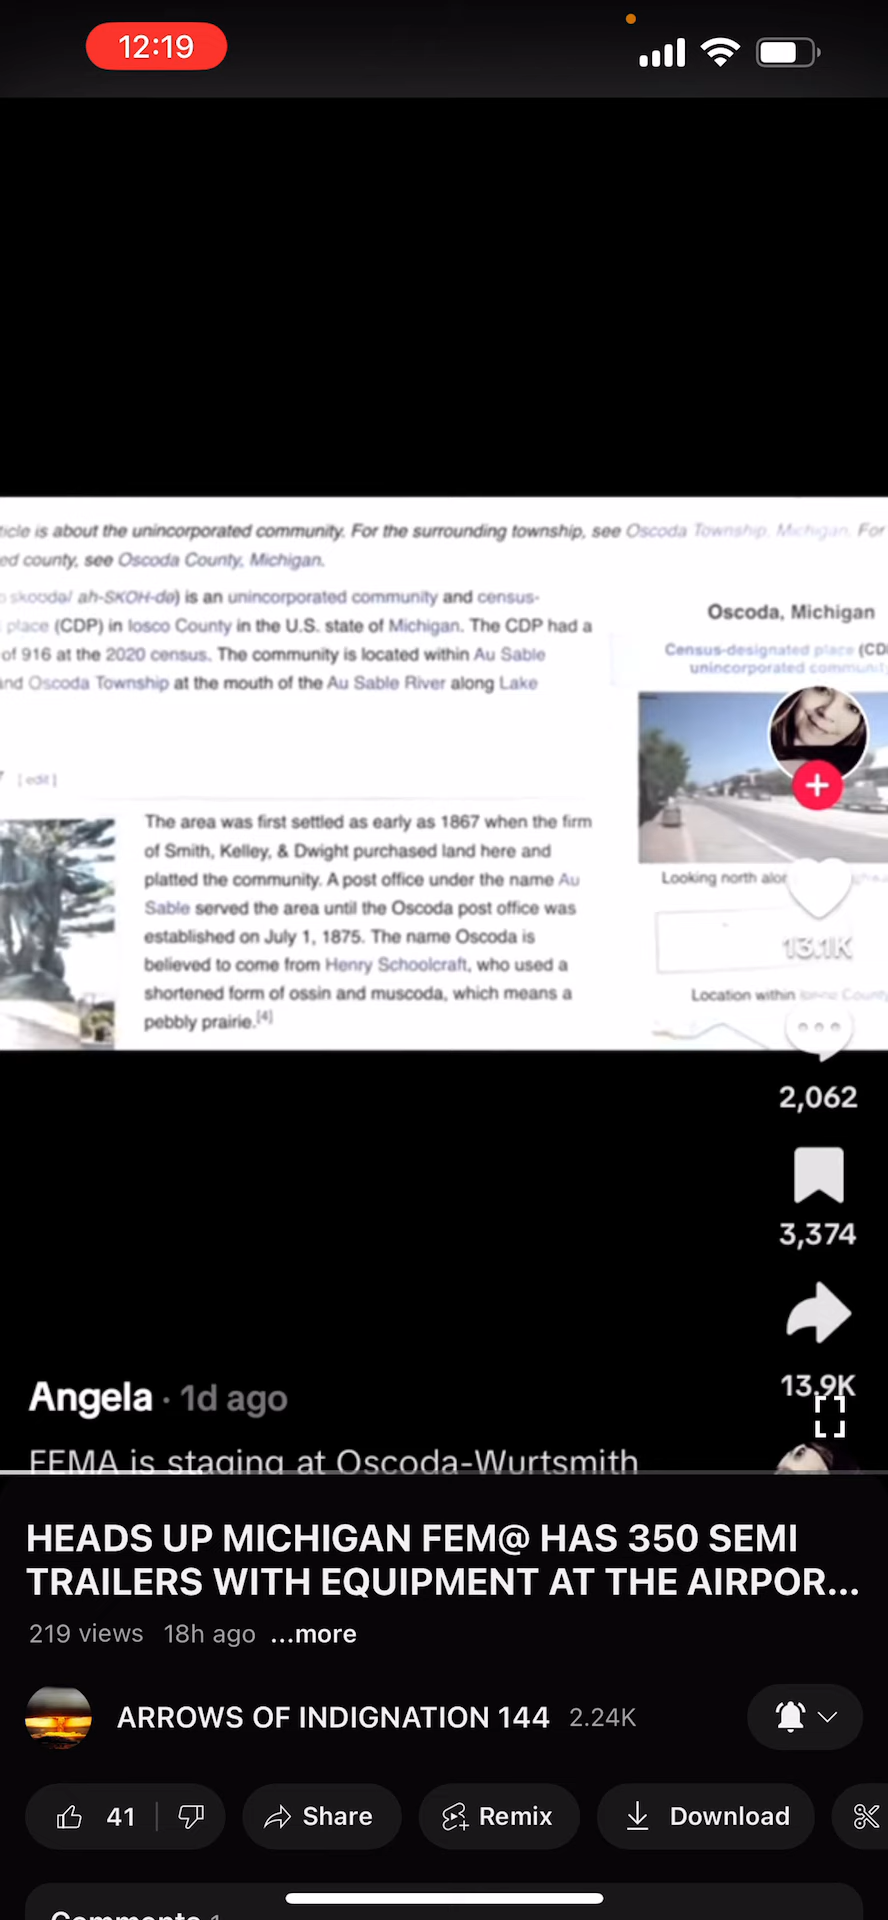 12:19
ticle is about the unincorporated community. For the surrounding township, see Oscoda Township, Michigan. For
ed county, see Oscoda County, Michigan.
ah-SKOH-də) is an unincorporated community and census-
place (CDP) in Iosco County in the U.S. state of Michigan. The CDP had a
of 916 at the 2020 census. The community is located within Au Sable
nd Oscoda Township at the mouth of the Au Sable River along Lake
[edit]
The area was first settled as early as 1867 when the firm
of Smith, Kelley, & Dwight purchased land here and
platted the community. A post office under the name Au
Sable served the area until the Oscoda post office was
established on July 1, 1875. The name Oscoda is
believed to come from Henry Schoolcraft, who used a
shortened form of ossin and muscoda, which means a
pebbly prairie.[4]
Oscoda, Michigan
Census-designated place (CD
unincorporated community
Looking north alon
Location within Iosco County
13.1K
2,062
3,374
13.9K
Angela · 1d ago
FEMA is staging at Oscoda-Wurtsmith
HEADS UP MICHIGAN FEM@ HAS 350 SEMI
TRAILERS WITH EQUIPMENT AT THE AIRPOR...
219 views 18h ago ...more
ARROWS OF INDIGNATION 144 2.24K
41 Share Remix Download
Comments